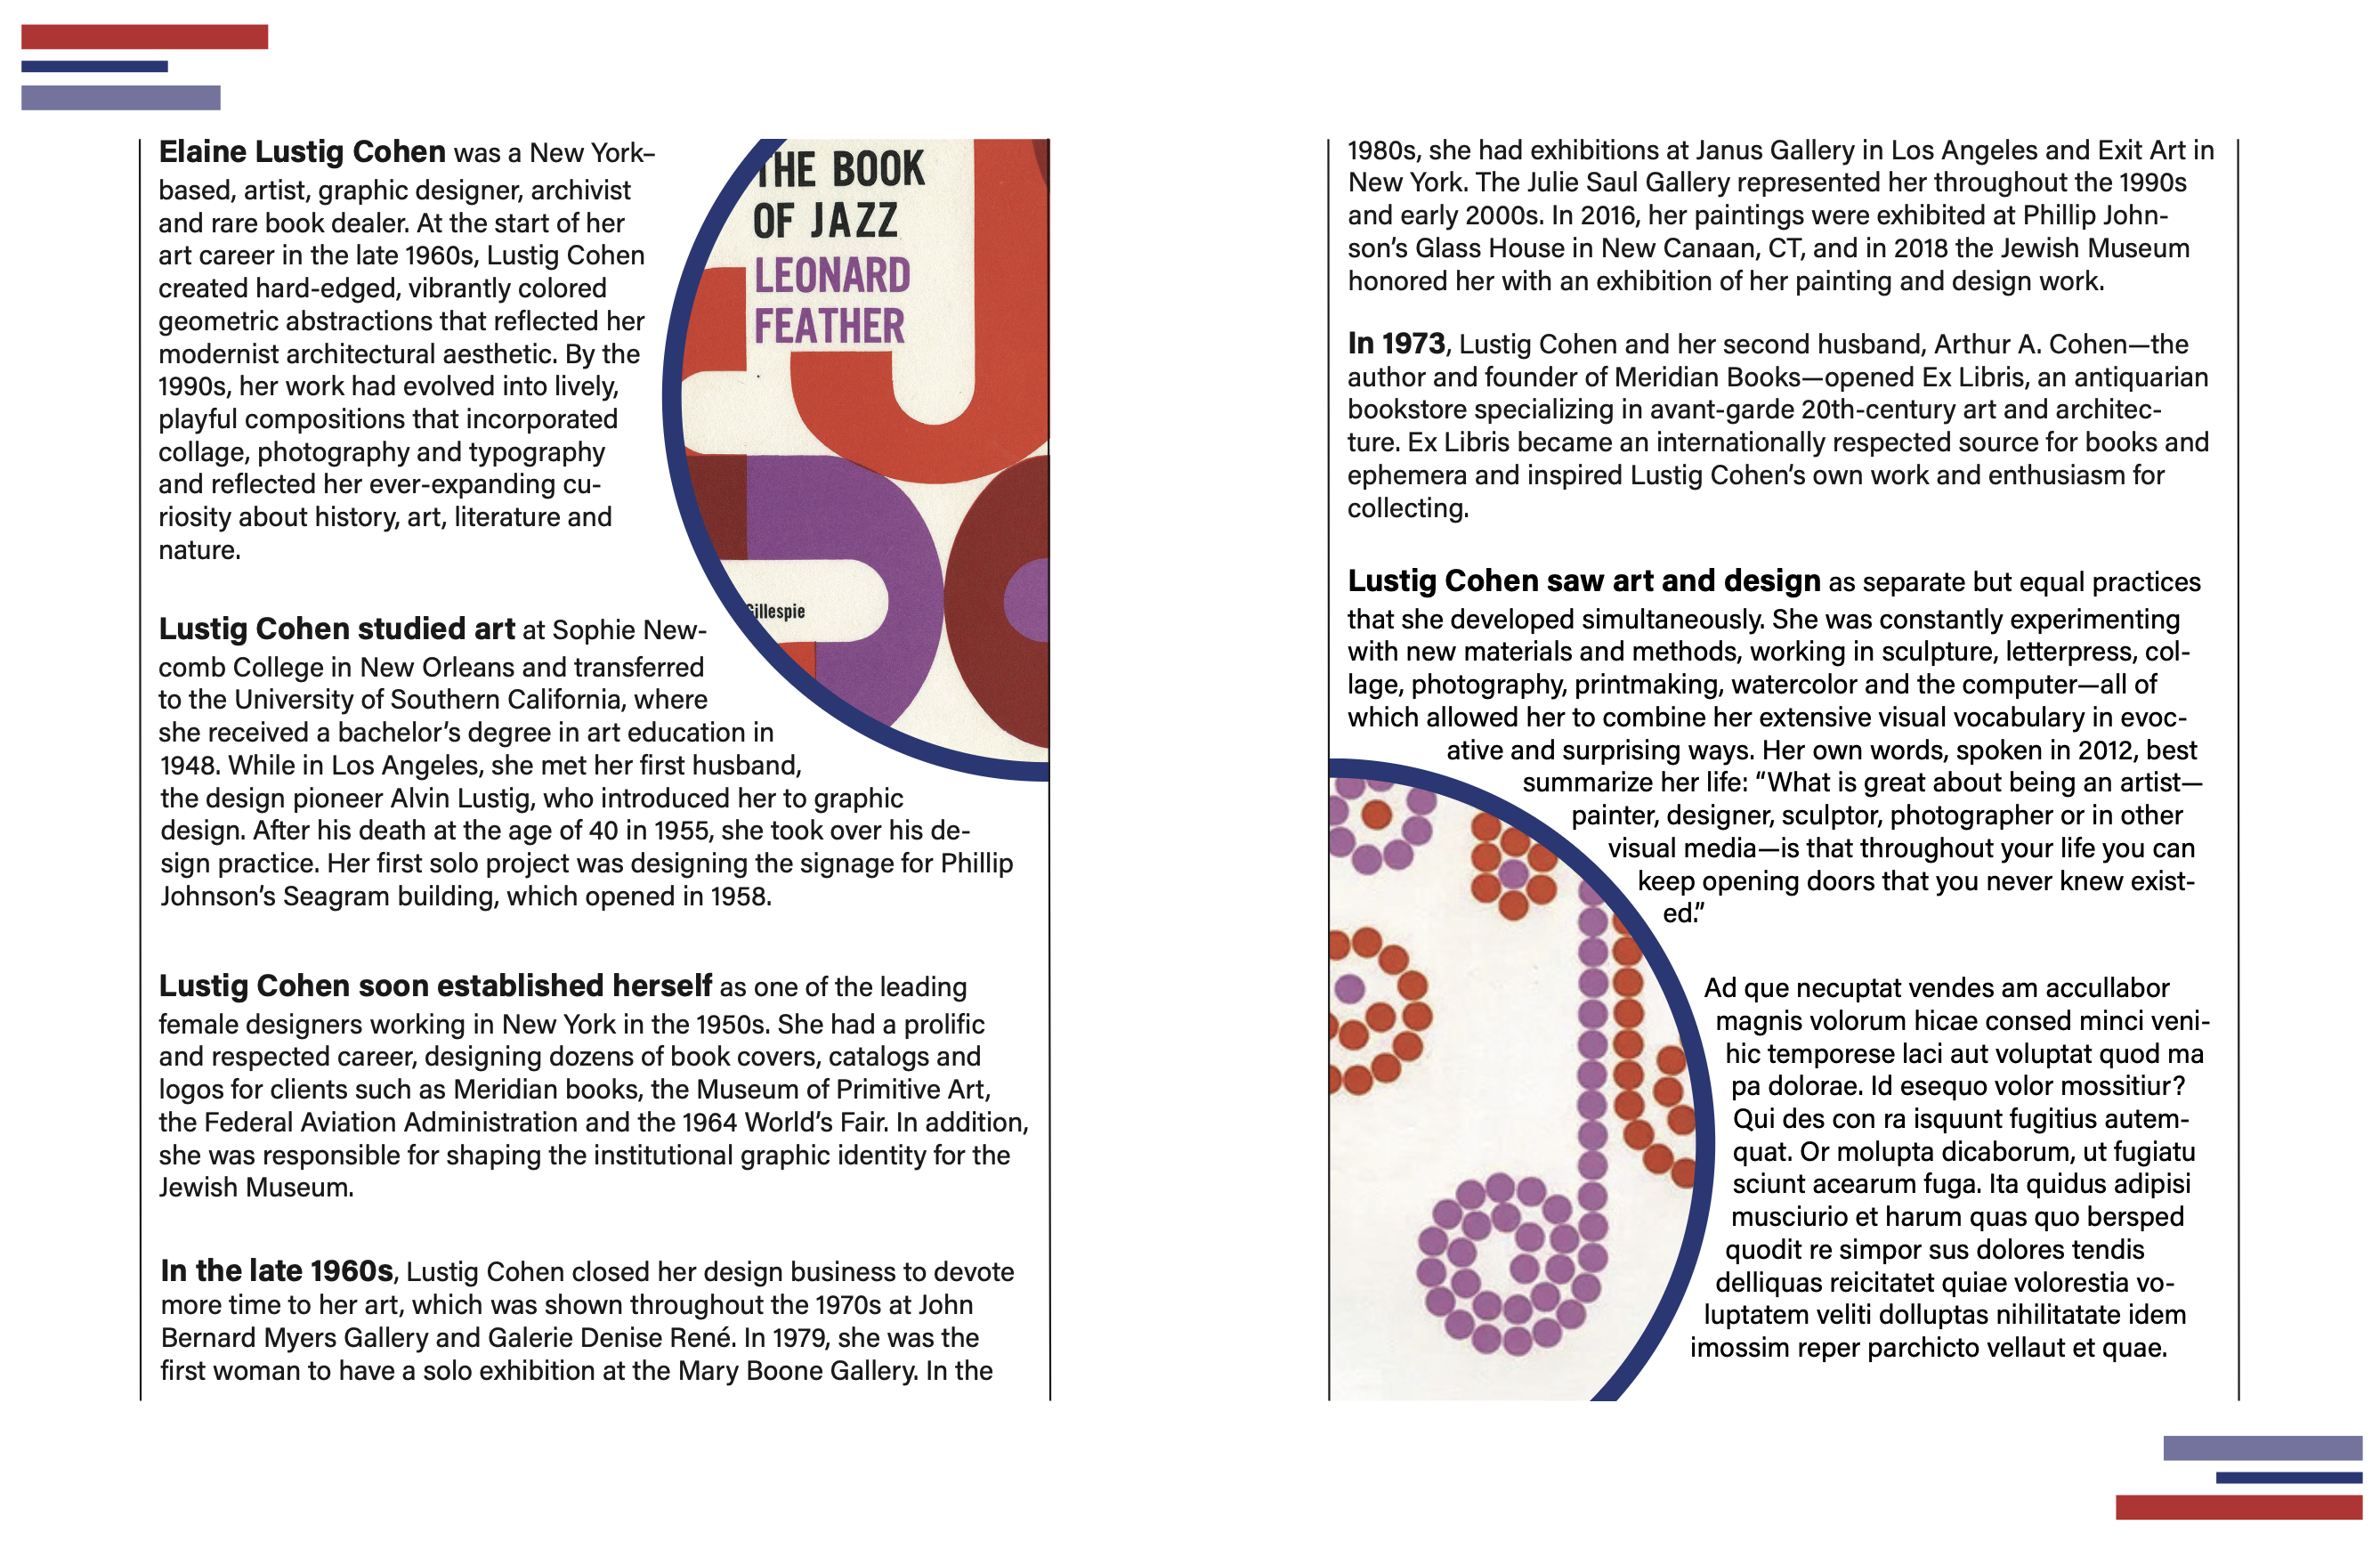 Elaine Lustig Cohen was a New York–
based, artist, graphic designer, archivist
and rare book dealer. At the start of her
art career in the late 1960s, Lustig Cohen
created hard-edged, vibrantly colored
geometric abstractions that reflected her
modernist architectural aesthetic. By the
1990s, her work had evolved into lively,
playful compositions that incorporated
collage, photography and typography
and reflected her ever-expanding cu-
riosity about history, art, literature and
nature.
THE BOOK
OF JAZZ
LEONARD
FEATHER
Gillespie
Lustig Cohen studied art at Sophie New-
comb College in New Orleans and transferred
to the University of Southern California, where
she received a bachelor’s degree in art education in
1948. While in Los Angeles, she met her first husband,
the design pioneer Alvin Lustig, who introduced her to graphic
design. After his death at the age of 40 in 1955, she took over his de-
sign practice. Her first solo project was designing the signage for Phillip
Johnson’s Seagram building, which opened in 1958.
Lustig Cohen soon established herself as one of the leading
female designers working in New York in the 1950s. She had a prolific
and respected career, designing dozens of book covers, catalogs and
logos for clients such as Meridian books, the Museum of Primitive Art,
the Federal Aviation Administration and the 1964 World’s Fair. In addition,
she was responsible for shaping the institutional graphic identity for the
Jewish Museum.
In the late 1960s, Lustig Cohen closed her design business to devote
more time to her art, which was shown throughout the 1970s at John
Bernard Myers Gallery and Galerie Denise René. In 1979, she was the
first woman to have a solo exhibition at the Mary Boone Gallery. In the
1980s, she had exhibitions at Janus Gallery in Los Angeles and Exit Art in
New York. The Julie Saul Gallery represented her throughout the 1990s
and early 2000s. In 2016, her paintings were exhibited at Phillip John-
son’s Glass House in New Canaan, CT, and in 2018 the Jewish Museum
honored her with an exhibition of her painting and design work.
In 1973, Lustig Cohen and her second husband, Arthur A. Cohen—the
author and founder of Meridian Books—opened Ex Libris, an antiquarian
bookstore specializing in avant-garde 20th-century art and architec-
ture. Ex Libris became an internationally respected source for books and
ephemera and inspired Lustig Cohen’s own work and enthusiasm for
collecting.
Lustig Cohen saw art and design as separate but equal practices
that she developed simultaneously. She was constantly experimenting
with new materials and methods, working in sculpture, letterpress, col-
lage, photography, printmaking, watercolor and the computer—all of
which allowed her to combine her extensive visual vocabulary in evoc-
ative and surprising ways. Her own words, spoken in 2012, best
summarize her life: “What is great about being an artist—
painter, designer, sculptor, photographer or in other
visual media—is that throughout your life you can
keep opening doors that you never knew exist-
ed.”
Ad que necuptat vendes am accullabor
magnis volorum hicae consed minci veni-
hic temporese laci aut voluptat quod ma
pa dolorae. Id esequo volor mossitiur?
Qui des con ra isquunt fugitius autem-
quat. Or molupta dicaborum, ut fugiatu
sciunt acearum fuga. Ita quidus adipisi
musciurio et harum quas quo bersped
quodit re simpor sus dolores tendis
delliquas reicitatet quiae volorestia vo-
luptatem veliti dolluptas nihilitatate idem
imossim reper parchicto vellaut et quae.